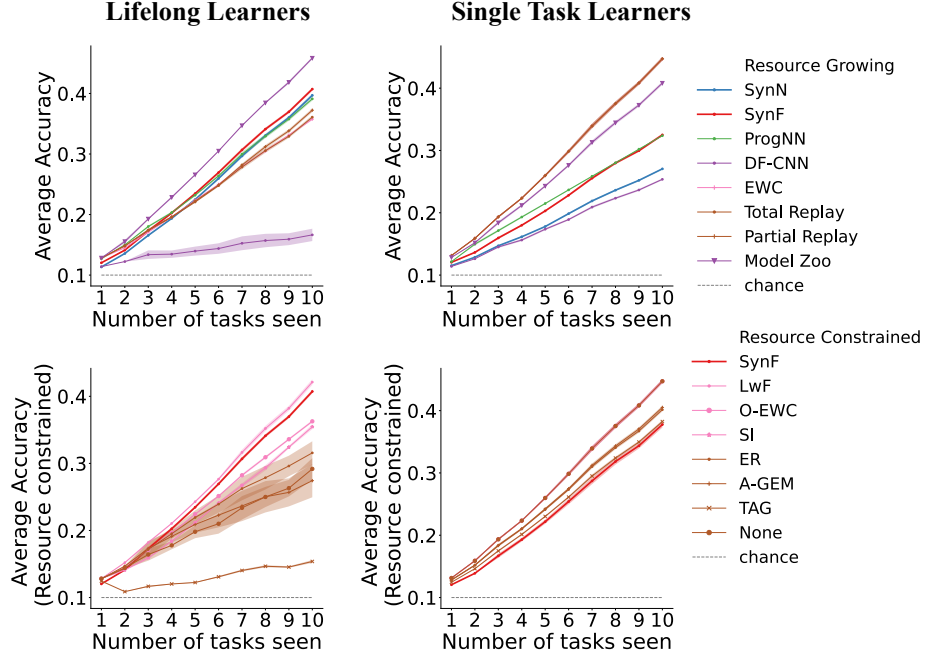 Lifelong Learners
Single Task Learners
Average Accuracy
0.4
0.3
0.2
0.1
1 2 3 4 5 6 7 8 9 10
Number of tasks seen
Average Accuracy
0.4
0.3
0.2
0.1
1 2 3 4 5 6 7 8 9 10
Number of tasks seen
Resource Growing
SynN
SynF
ProgNN
DF-CNN
EWC
Total Replay
Partial Replay
Model Zoo
chance
Average Accuracy
(Resource constrained)
0.4
0.3
0.2
0.1
1 2 3 4 5 6 7 8 9 10
Number of tasks seen
Average Accuracy
(Resource constrained)
0.4
0.3
0.2
0.1
1 2 3 4 5 6 7 8 9 10
Number of tasks seen
Resource Constrained
SynF
LwF
O-EWC
SI
ER
A-GEM
TAG
None
chance